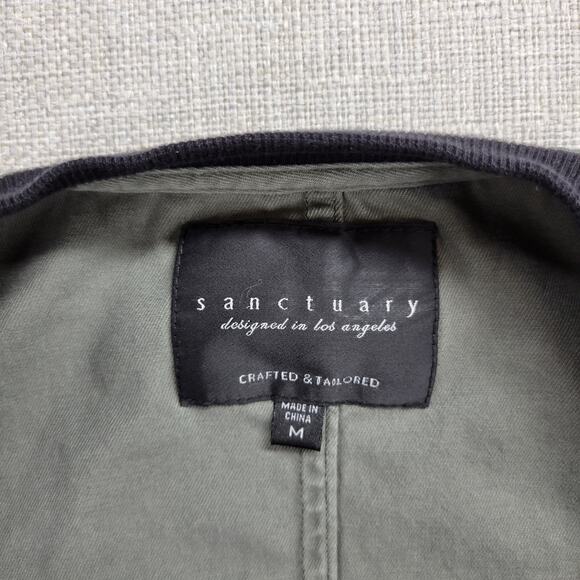 sanctuary
designed in los angeles
CRAFTED & TAILORED
MADE IN
CHINA
M